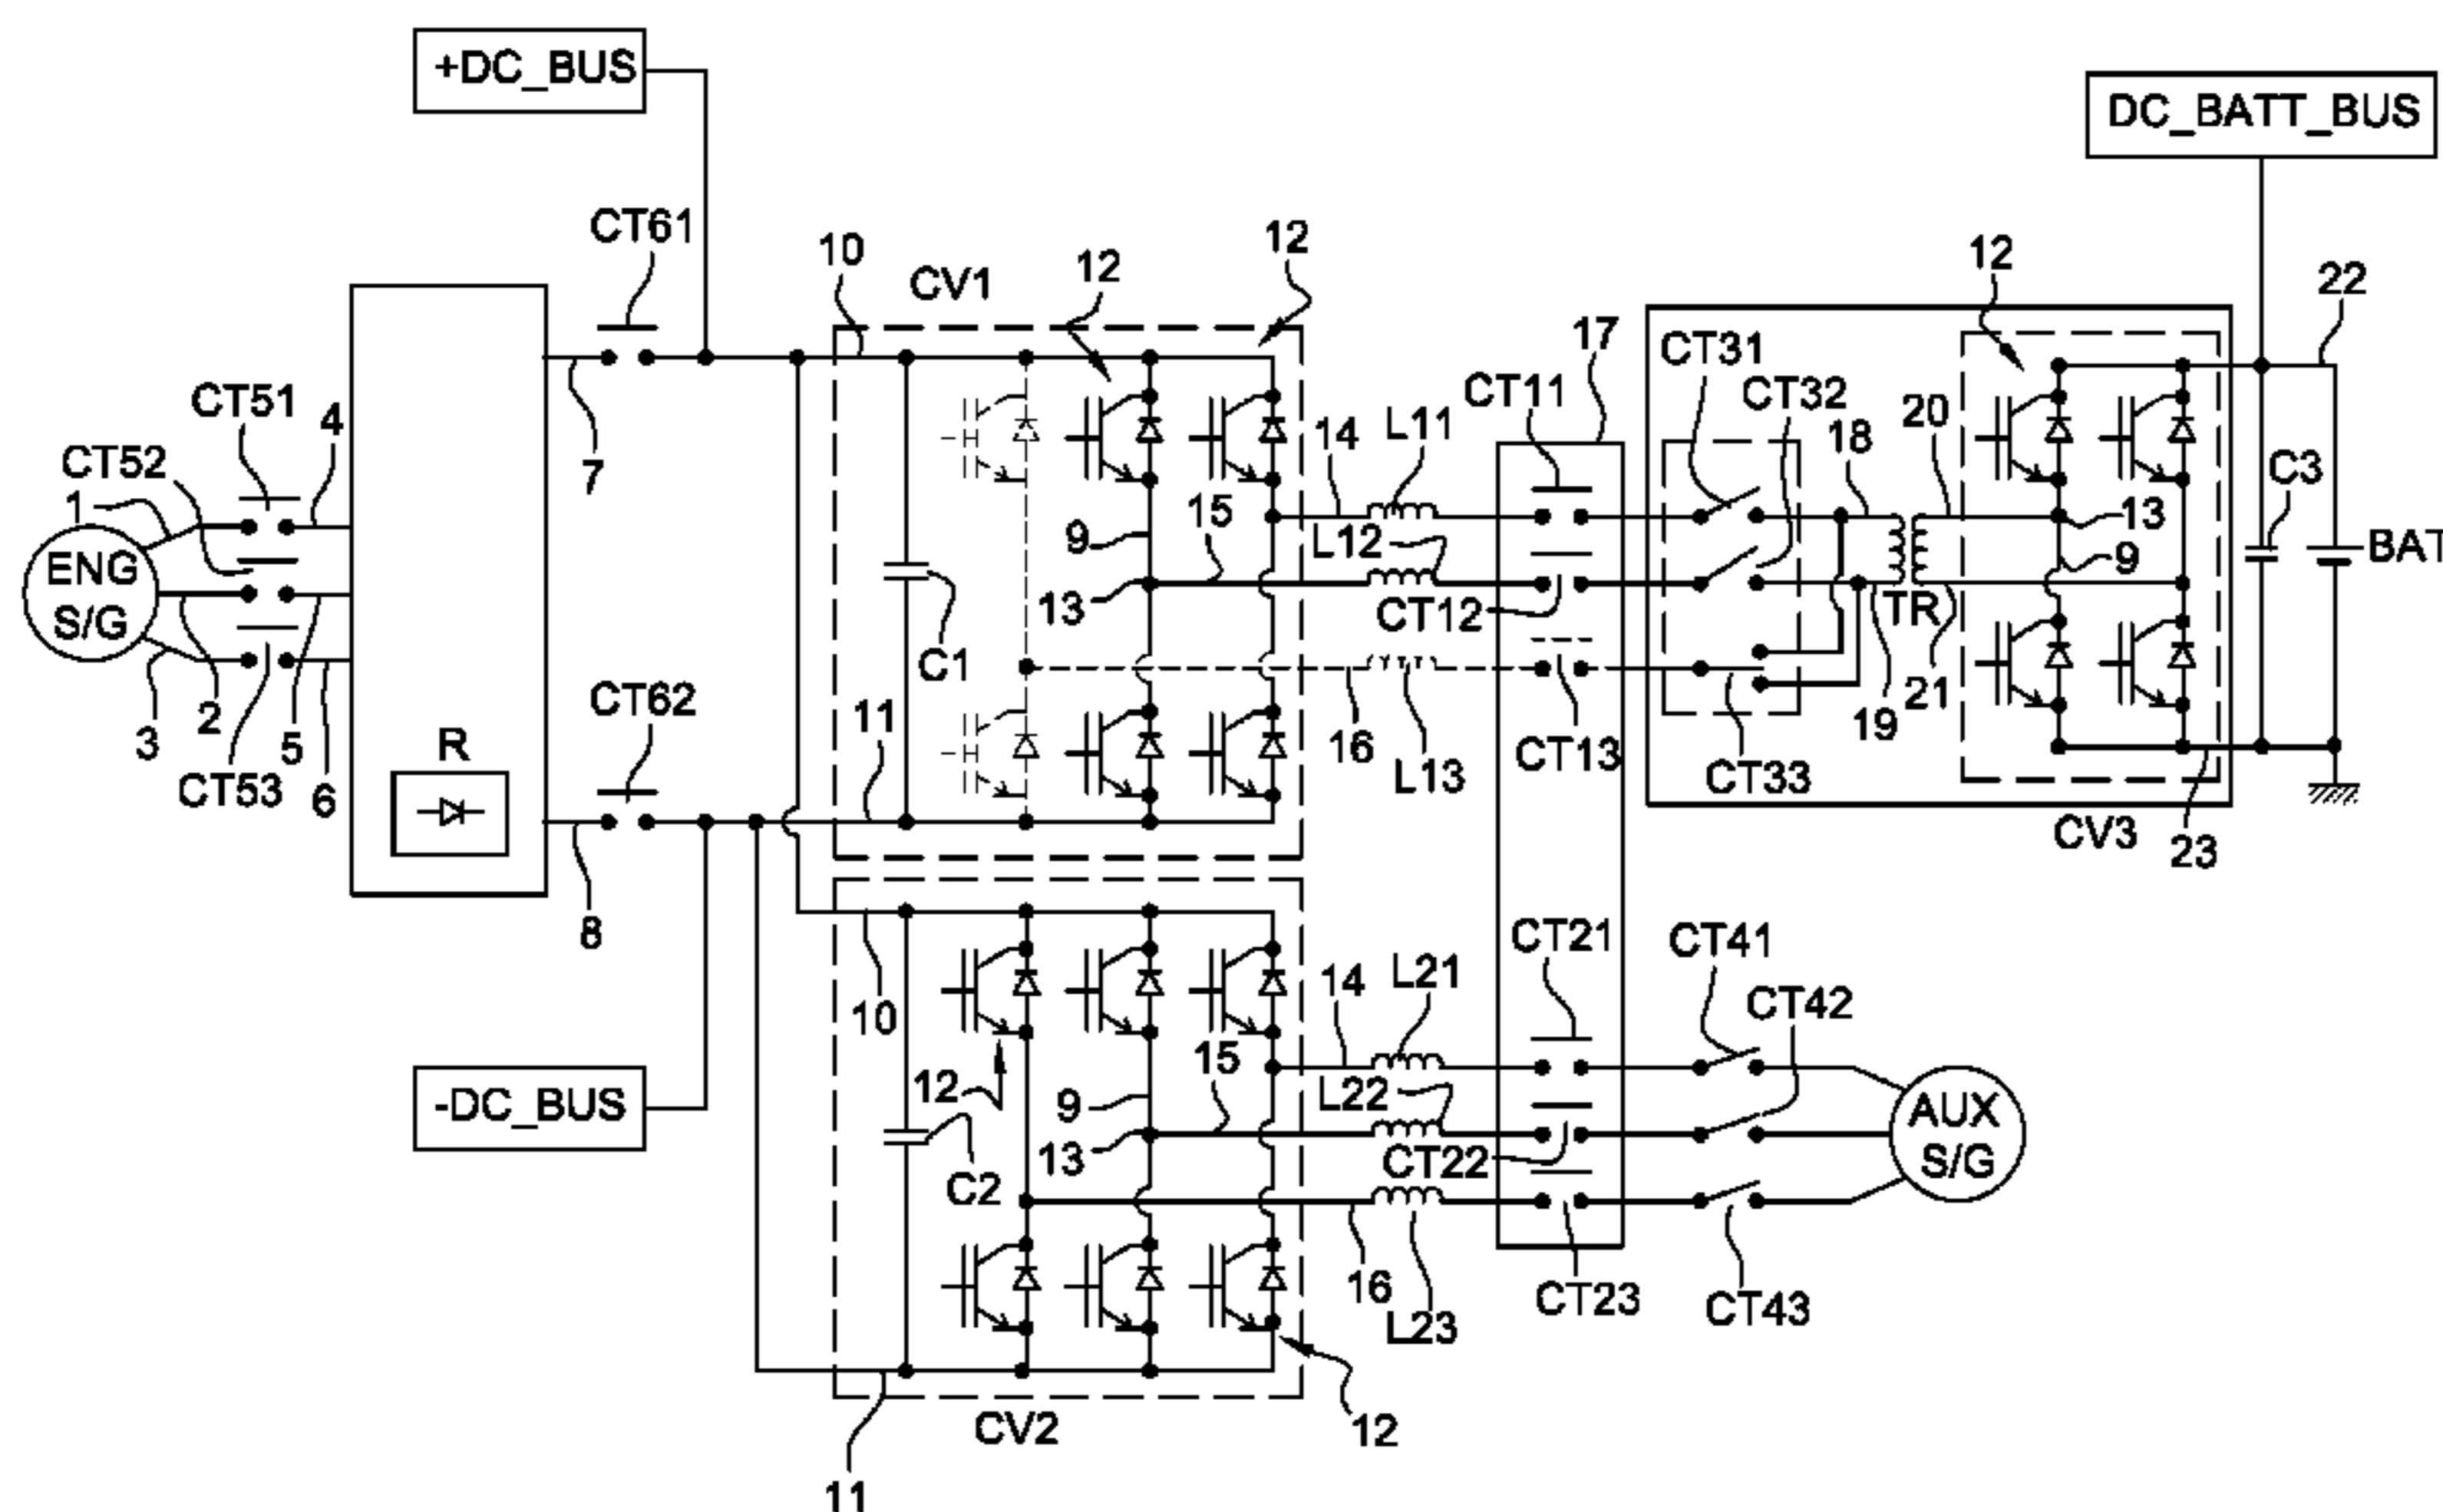 +DC_BUS
DC_BATT_BUS
CT61
10
CV1
12
12
12
22
17
CT31
CT11
CT32
CT51
4
14
L11
18
20
C3
CT52
1
7
15
L12
13
9
9
BAT
ENG
S/G
13
CT12
TR
C1
CT62
11
3
2
5
R
16
CT13
19
21
CT53
6
L13
CT33
CV3
23
8
CT21
CT41
10
14
L21
CT42
15
-DC_BUS
12
9
L22
AUX
S/G
13
CT22
C2
16
CT23
CT43
L23
CV2
12
11